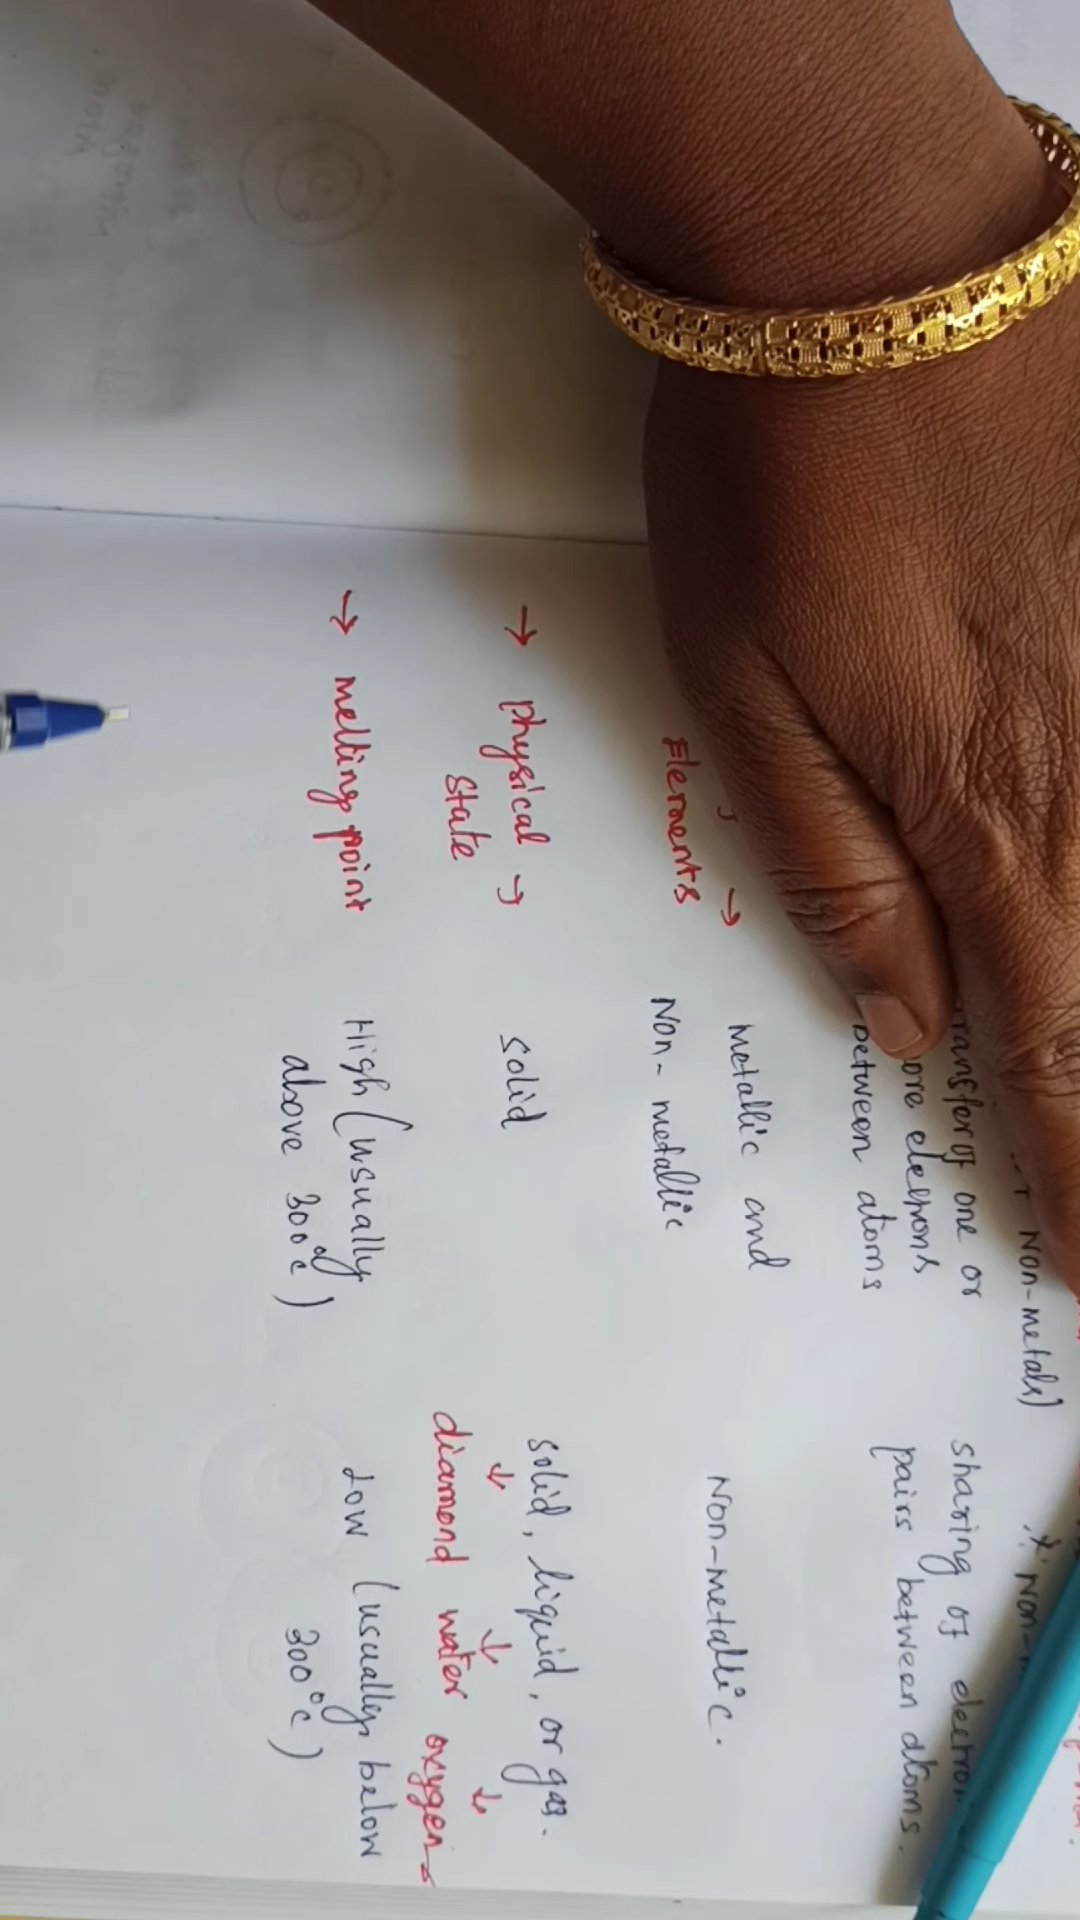 Non-metals)
transfer of one or
sharing of
ore elecrons
pairs between atoms.
between atoms
→ metallic and
Non-metallic.
Elements
Non-metallic
→ physical → solid
solid, liquid, or gas.
state
↓ ↓ ↓
diamond water oxygen
→ melting point
High (usually
Low (usually below
above 300°C)
300°C)